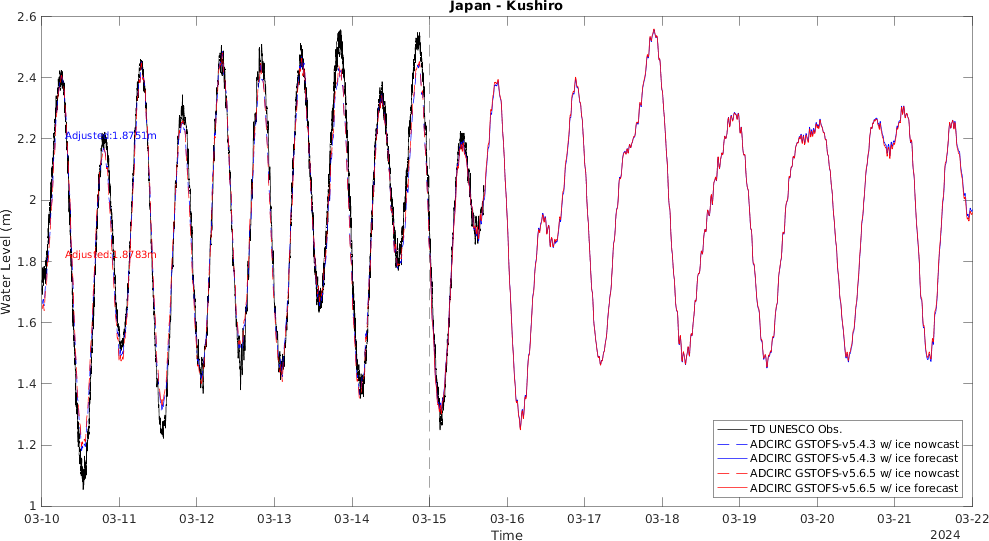 Japan - Kushiro
2.6
2.4
2.2
2
1.8
1.6
1.4
1.2
1
Water Level (m)
Adjusted:1.8751m
Adjusted:1.8783m
TD UNESCO Obs.
ADCIRC GSTOFS-v5.4.3 w/ ice nowcast
ADCIRC GSTOFS-v5.4.3 w/ ice forecast
ADCIRC GSTOFS-v5.6.5 w/ ice nowcast
ADCIRC GSTOFS-v5.6.5 w/ ice forecast
03-10 03-11 03-12 03-13 03-14 03-15 03-16 03-17 03-18 03-19 03-20 03-21 03-22
Time
2024